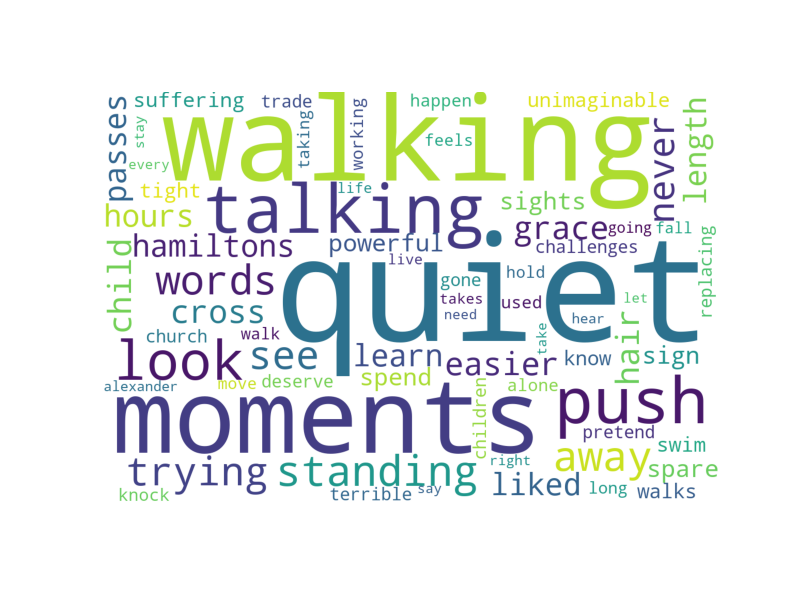 suffering
trade
happen
unimaginable
passes
stay
walking
taking
working
feels
length
every
tight
life
never
hours
talking
sights
grace
going
fall
child
hamiltons
powerful
challenges
replacing
live
words
quiet
gone
hold
takes
used
cross
need
hear
let
church
walk
look
see
learn
easier
take
know
hair
sign
alexander
move
deserve
spend
children
alone
moments
push
pretend
swim
trying
standing
right
away
spare
knock
terrible
say
liked
long
walks